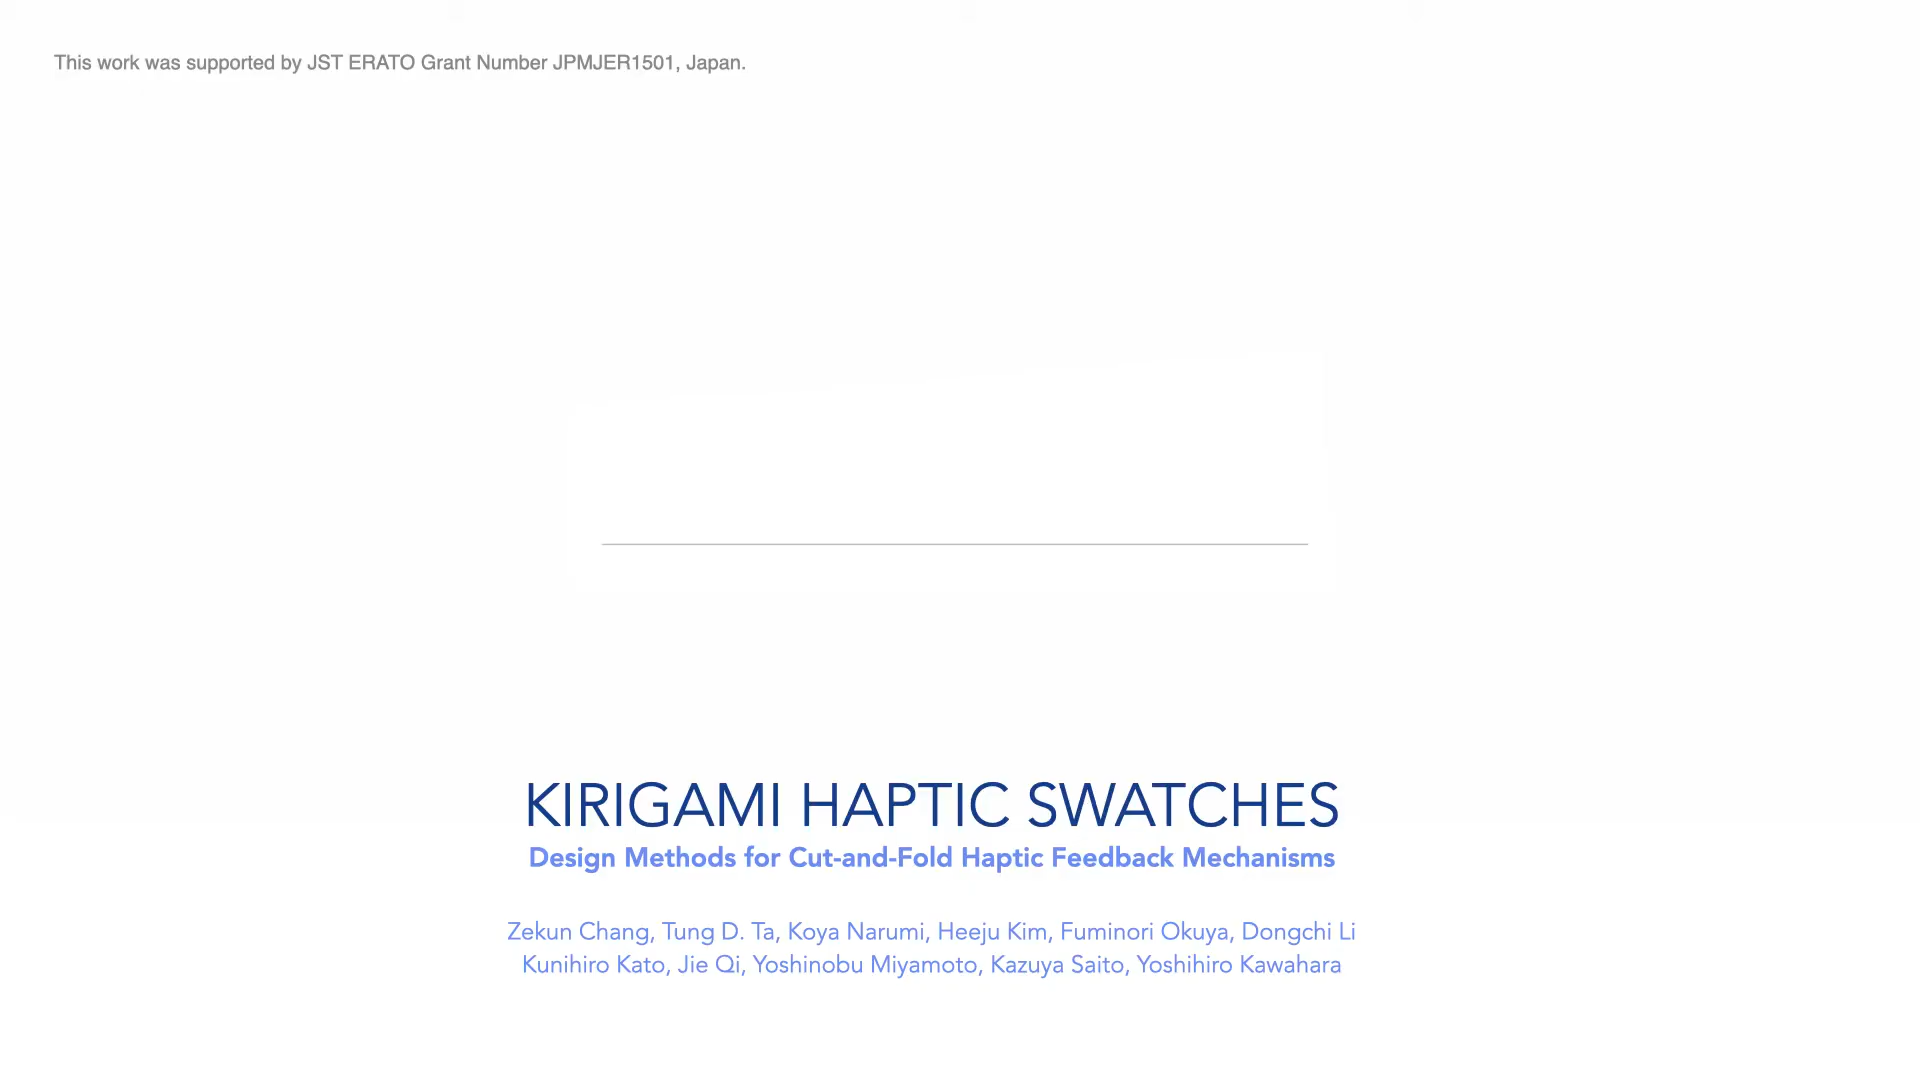 This work was supported by JST ERATO Grant Number JPMJER1501, Japan.
KIRIGAMI HAPTIC SWATCHES
Design Methods for Cut-and-Fold Haptic Feedback Mechanisms
Zekun Chang, Tung D. Ta, Koya Narumi, Heeju Kim, Fuminori Okuya, Dongchi Li
Kunihiro Kato, Jie Qi, Yoshinobu Miyamoto, Kazuya Saito, Yoshihiro Kawahara